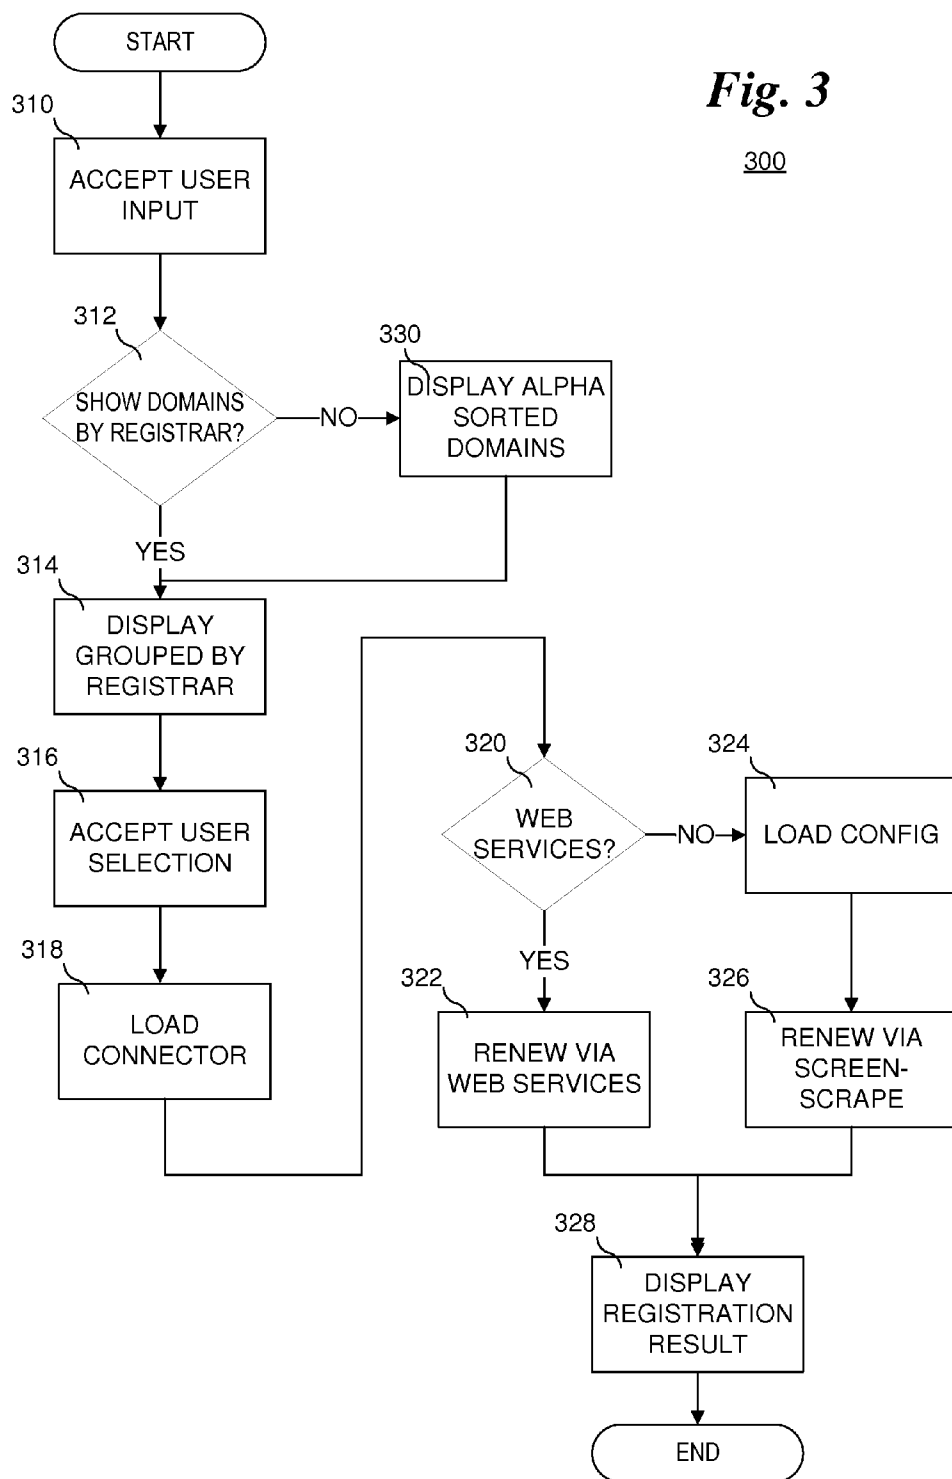 START
Fig. 3
300
310
ACCEPT USER
INPUT
312
SHOW DOMAINS
BY REGISTRAR?
NO
330
DISPLAY ALPHA
SORTED
DOMAINS
YES
314
DISPLAY
GROUPED BY
REGISTRAR
316
ACCEPT USER
SELECTION
318
LOAD
CONNECTOR
320
WEB
SERVICES?
NO
324
LOAD CONFIG
YES
322
RENEW VIA
WEB SERVICES
326
RENEW VIA
SCREEN-
SCRAPE
328
DISPLAY
REGISTRATION
RESULT
END